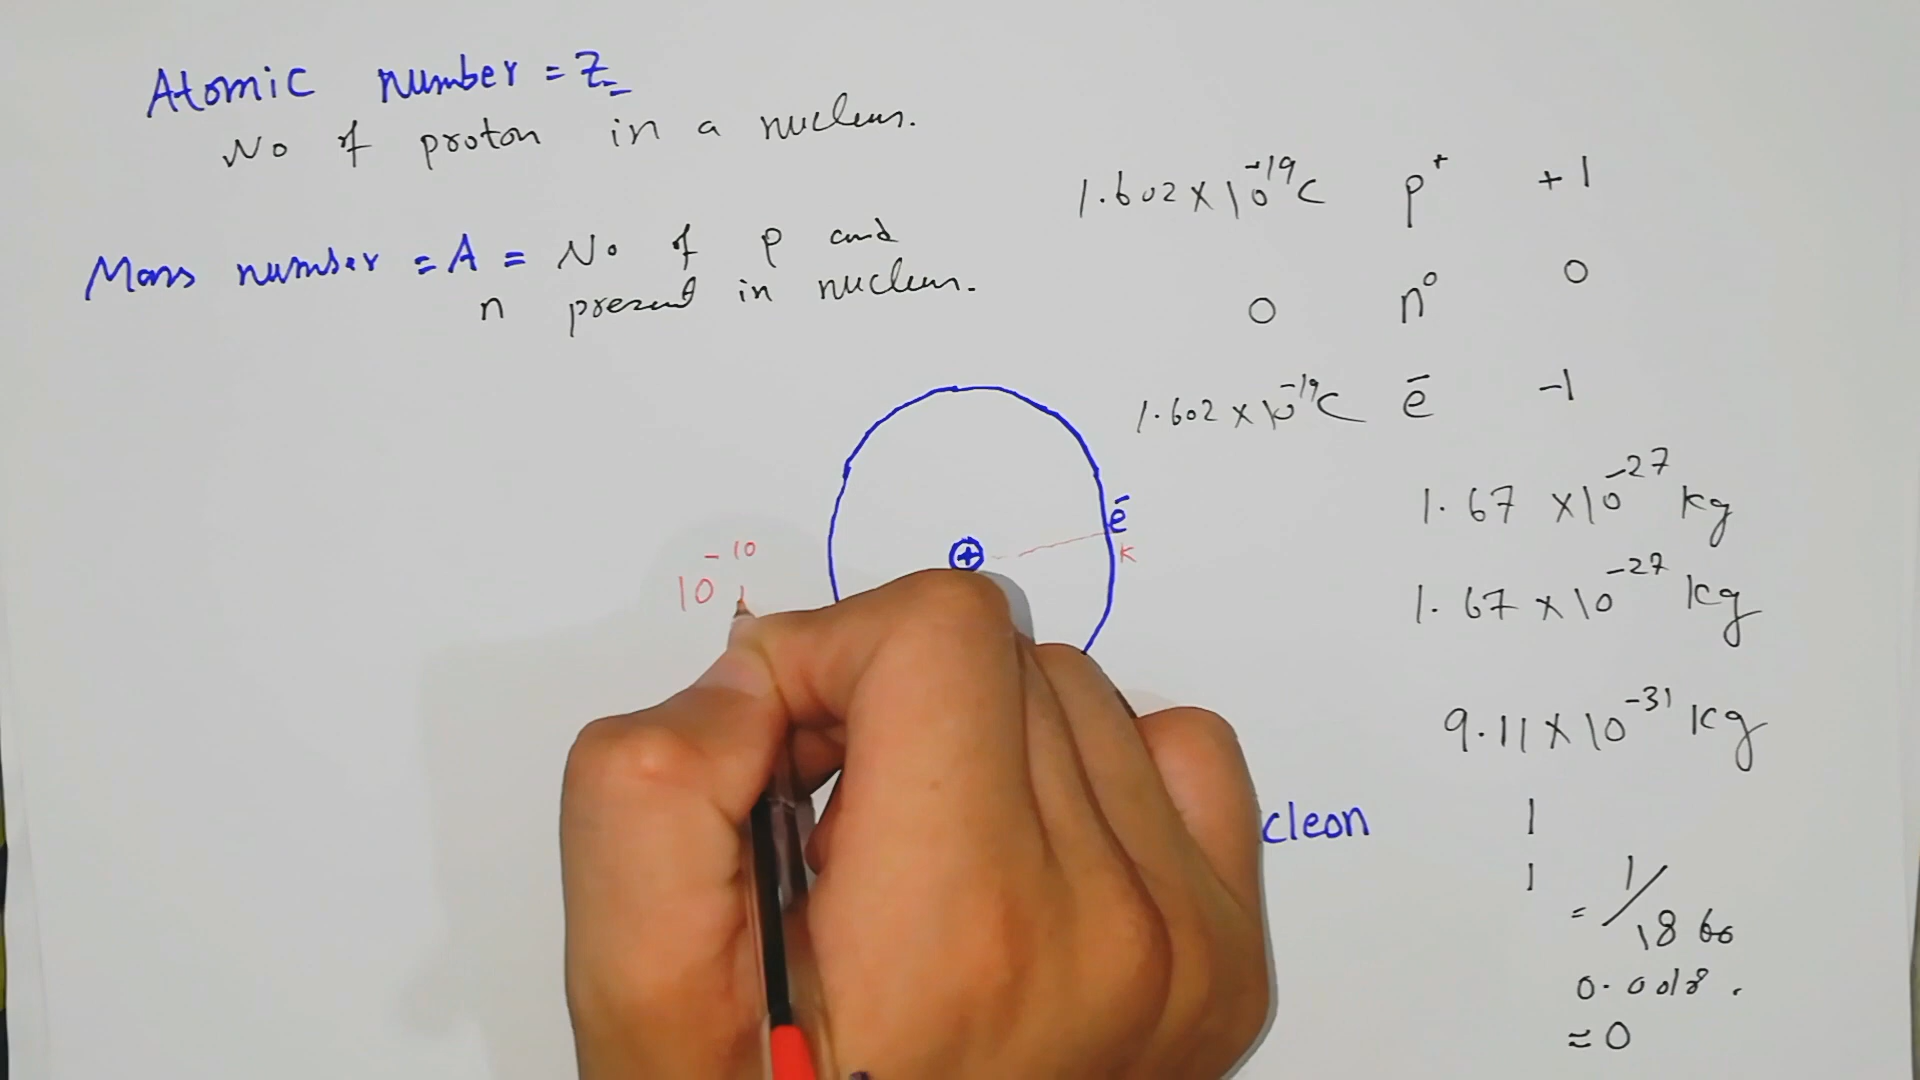 Atomic number = Z
No of proton in a nucleus.
Mass number = A = No of p and
n present in nucleus.
1.602 × 10⁻¹⁹ C p⁺ +1
0 n⁰ 0
1.602 × 10⁻¹⁹ C e⁻ -1
e⁻
+
K
10⁻¹⁰
1.67 × 10⁻²⁷ kg
1.67 × 10⁻²⁷ kg
9.11 × 10⁻³¹ kg
cleon
1
1
= 1/1860
0.0018.
≈ 0